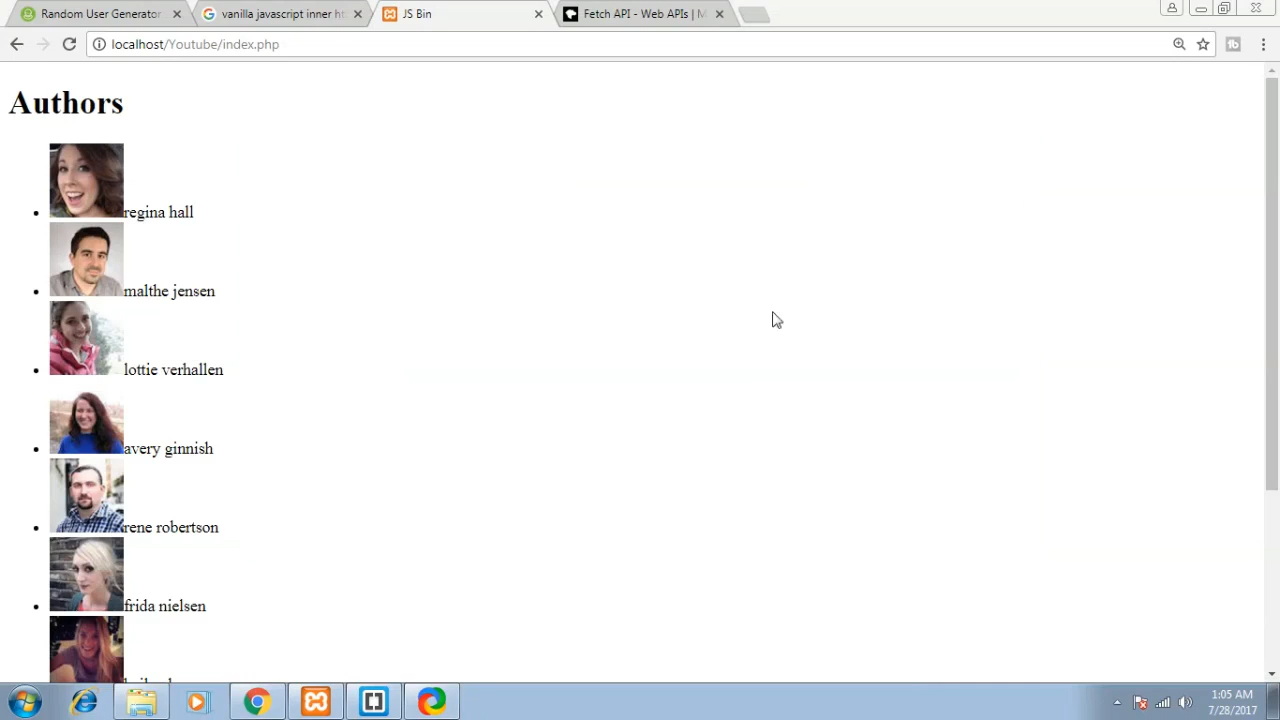 Random User Generator
vanilla javascript inner ht
JS Bin
Fetch API - Web APIs | M
localhost/Youtube/index.php
Authors
regina hall
malthe jensen
lottie verhallen
avery ginnish
rene robertson
frida nielsen
1:05 AM
7/28/2017